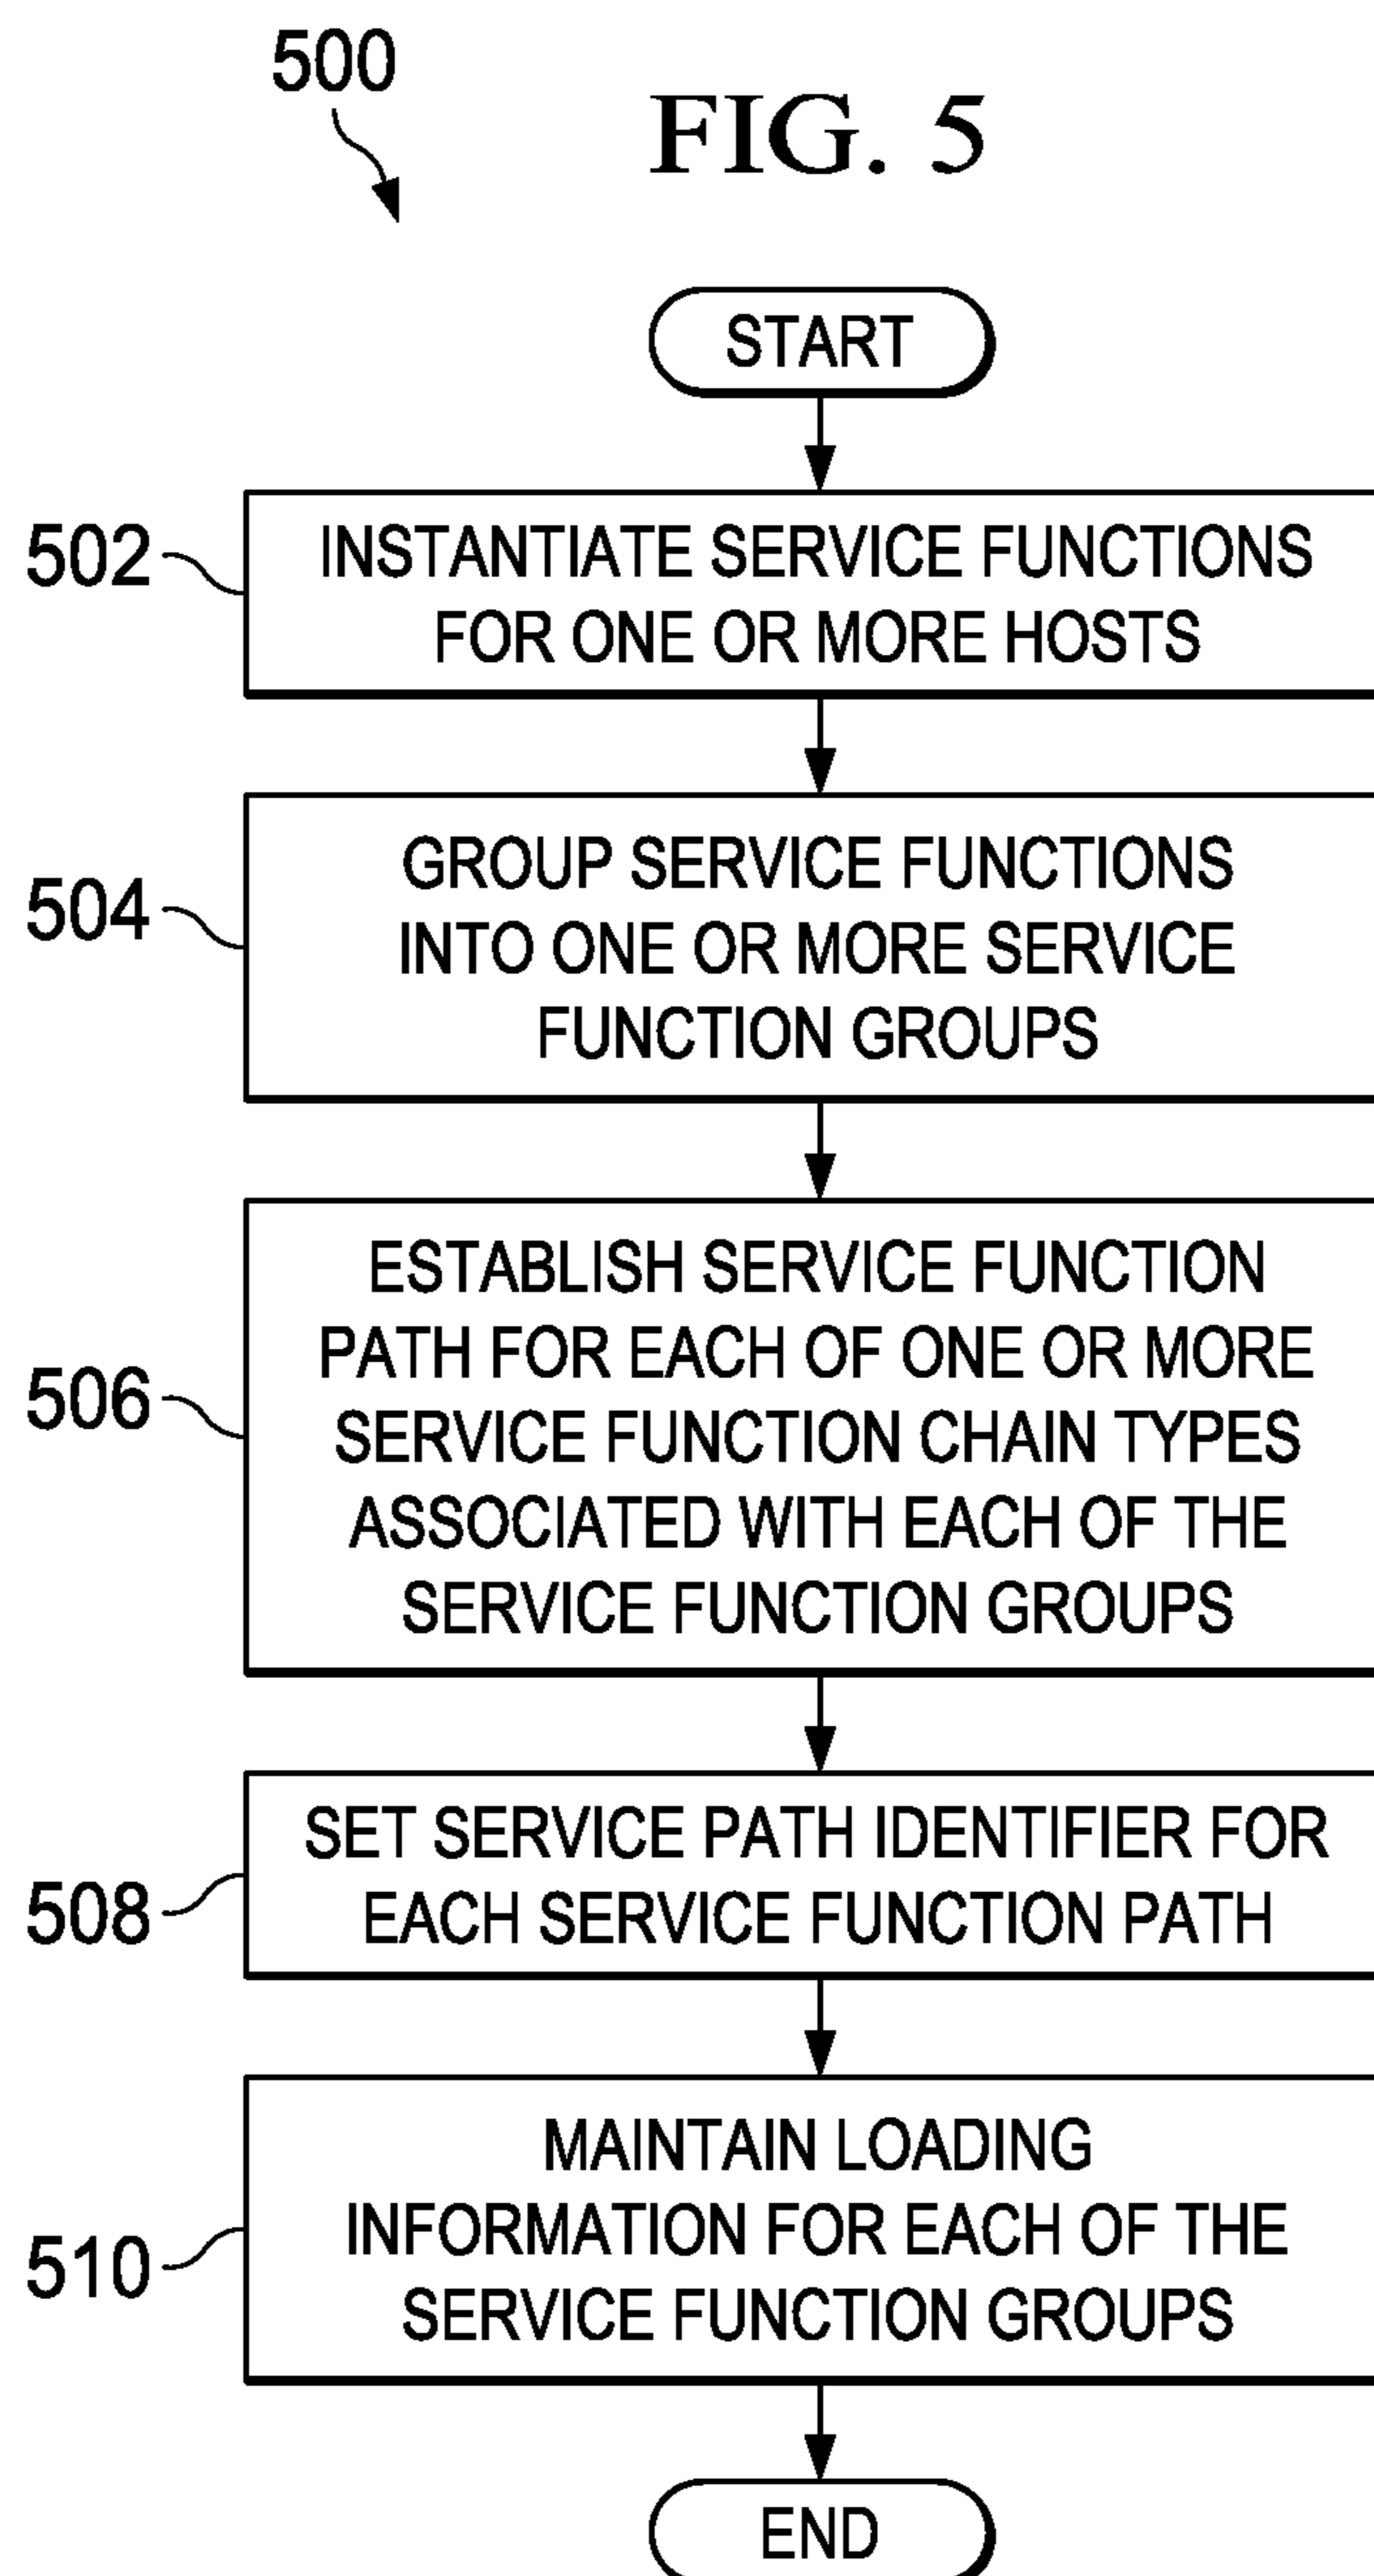 500
FIG. 5
START
502
INSTANTIATE SERVICE FUNCTIONS
FOR ONE OR MORE HOSTS
504
GROUP SERVICE FUNCTIONS
INTO ONE OR MORE SERVICE
FUNCTION GROUPS
506
ESTABLISH SERVICE FUNCTION
PATH FOR EACH OF ONE OR MORE
SERVICE FUNCTION CHAIN TYPES
ASSOCIATED WITH EACH OF THE
SERVICE FUNCTION GROUPS
508
SET SERVICE PATH IDENTIFIER FOR
EACH SERVICE FUNCTION PATH
510
MAINTAIN LOADING
INFORMATION FOR EACH OF THE
SERVICE FUNCTION GROUPS
END